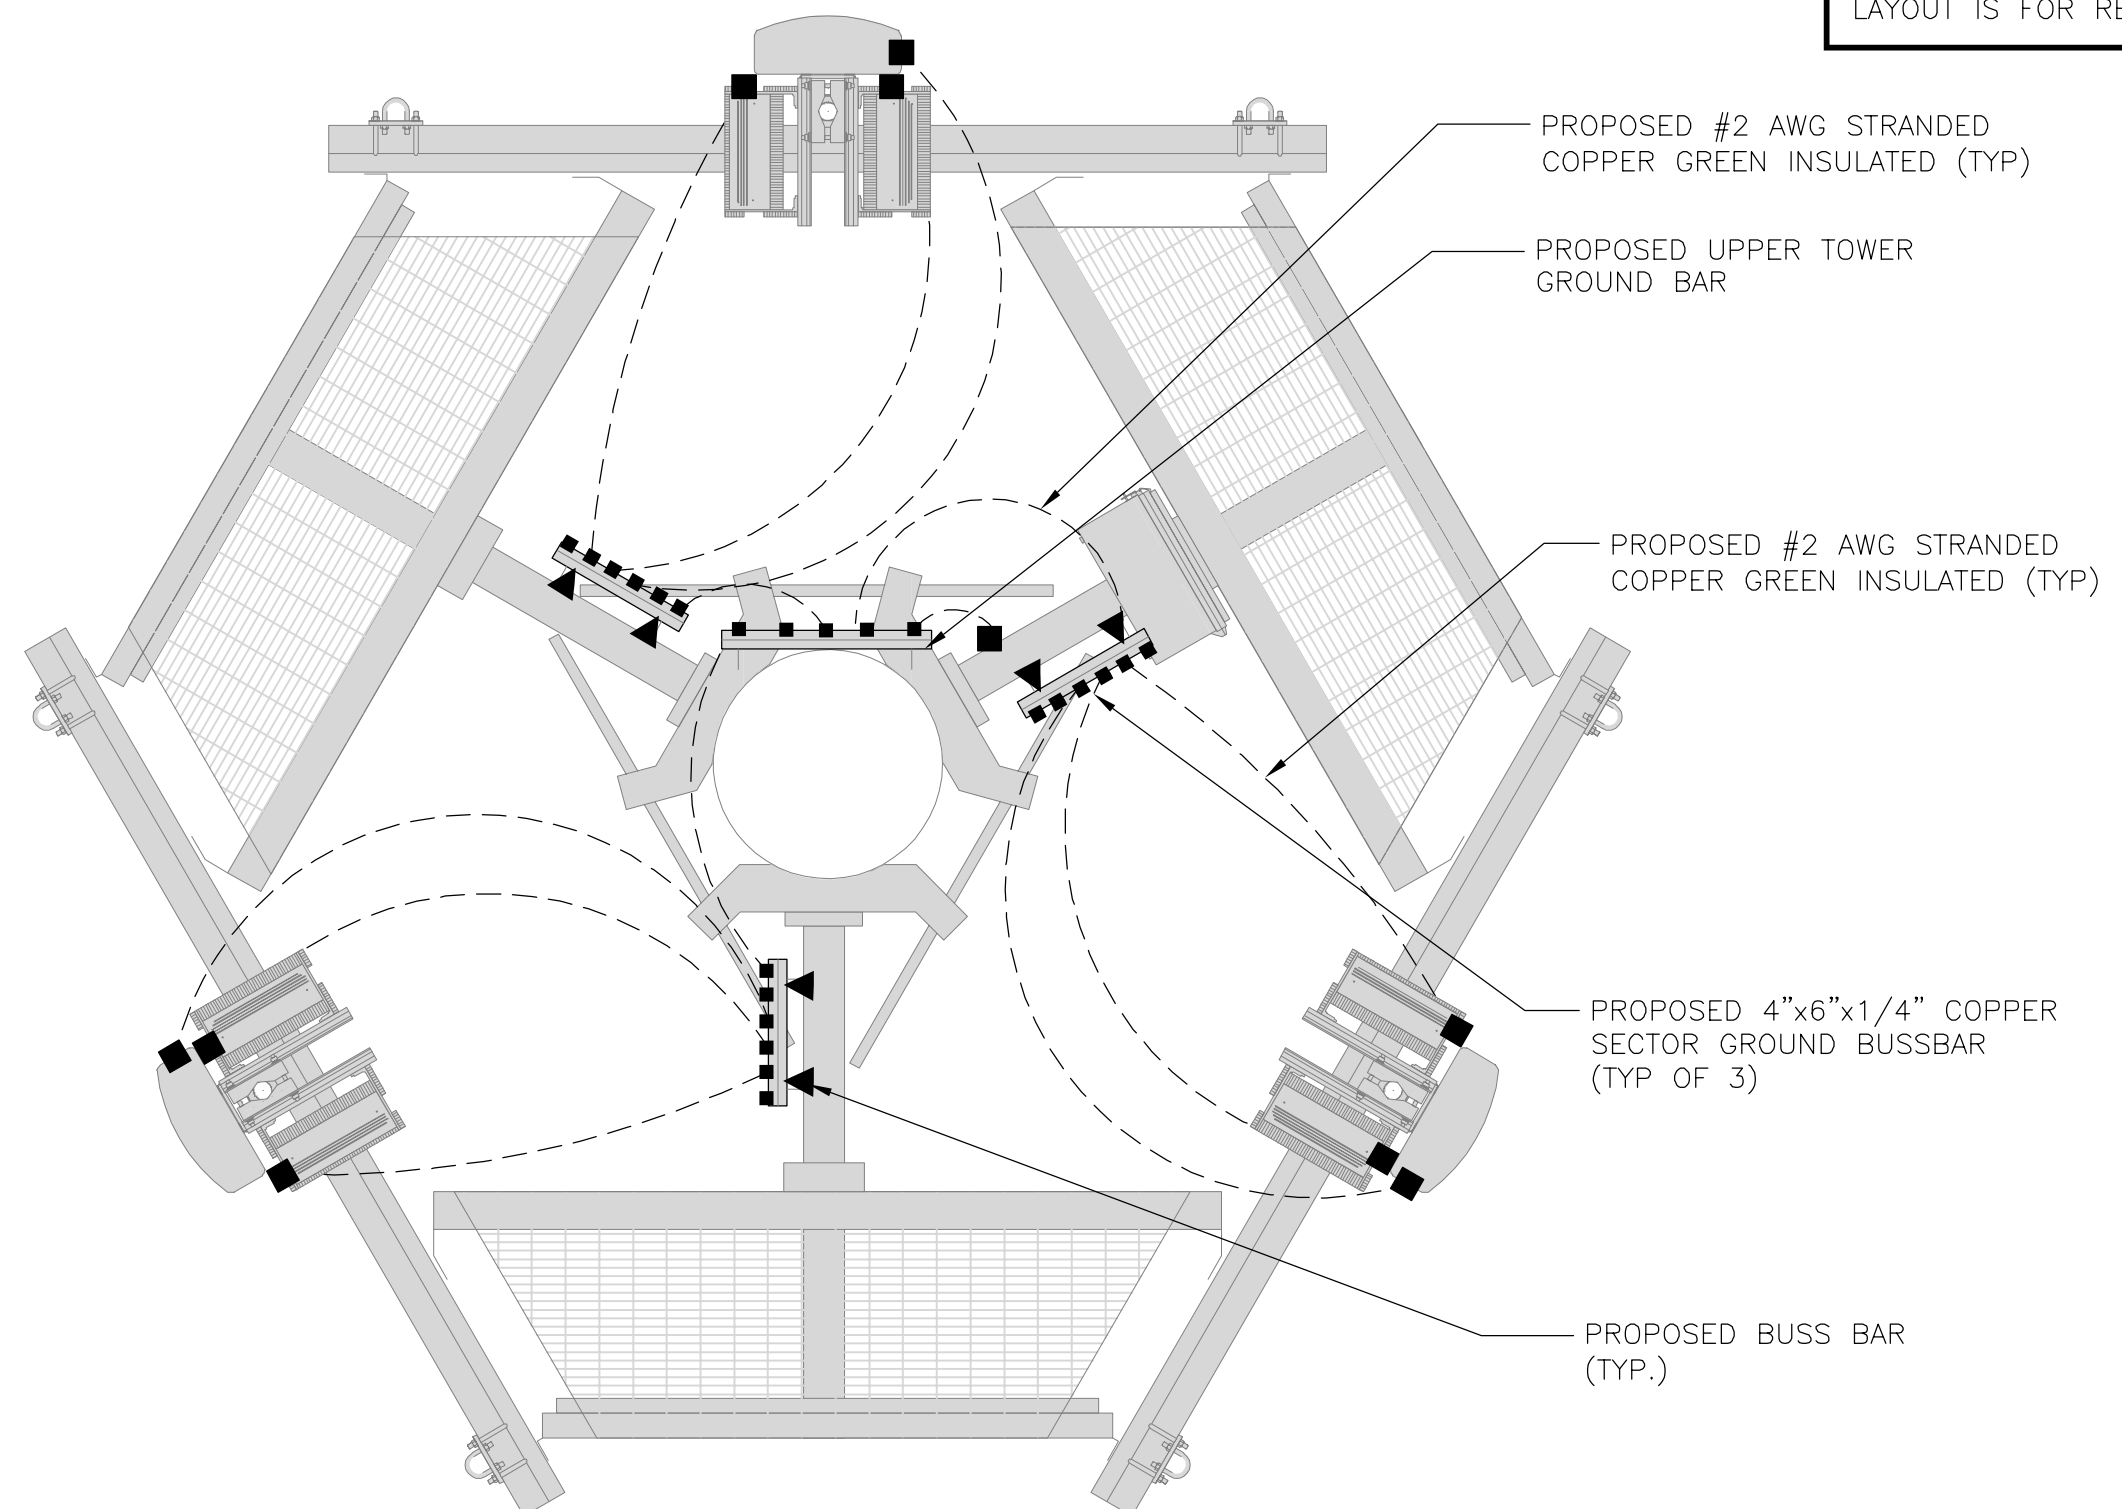 LAYOUT IS FOR
PROPOSED #2 AWG STRANDED
COPPER GREEN INSULATED (TYP)
PROPOSED UPPER TOWER
GROUND BAR
PROPOSED #2 AWG STRANDED
COPPER GREEN INSULATED (TYP)
PROPOSED 4"x6"x1/4" COPPER
SECTOR GROUND BUSSBAR
(TYP OF 3)
PROPOSED BUSS BAR
(TYP.)